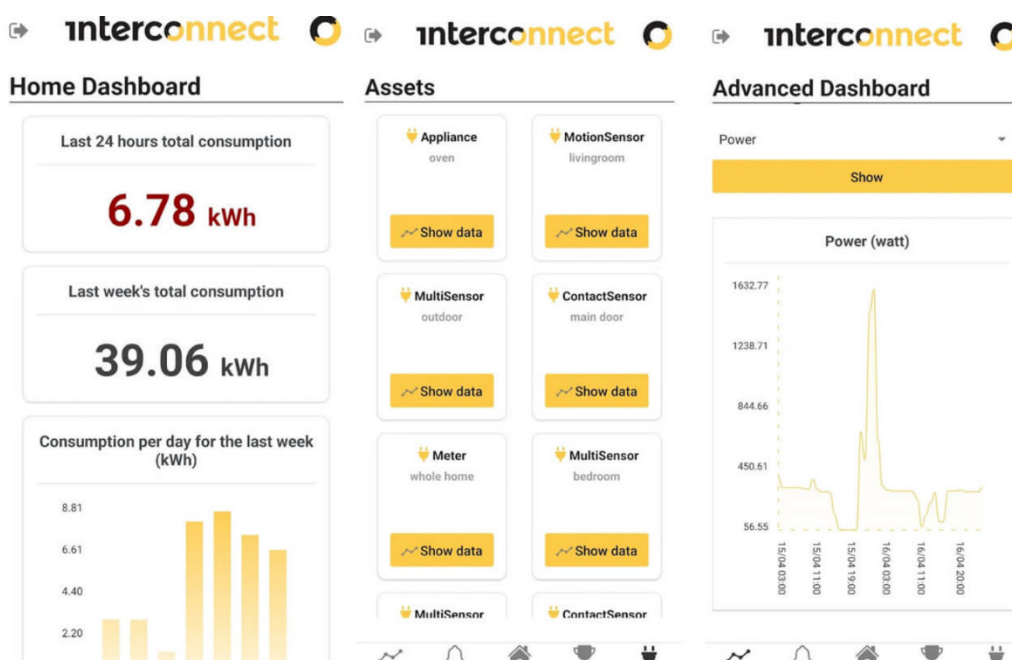 interconnect
Home Dashboard
Last 24 hours total consumption
6.78 kWh
Last week's total consumption
39.06 kWh
Consumption per day for the last week
(kWh)
8.81
6.61
4.40
2.20
interconnect
Assets
Appliance
oven
Show data
MotionSensor
livingroom
Show data
MultiSensor
outdoor
Show data
ContactSensor
main door
Show data
Meter
whole home
Show data
MultiSensor
bedroom
Show data
MultiSensor
ContactSensor
interconnect
Advanced Dashboard
Power
Show
Power (watt)
1632.77
1238.71
844.66
450.61
56.55
15/04 03:00
15/04 11:00
15/04 19:00
16/04 03:00
16/04 11:00
16/04 20:00